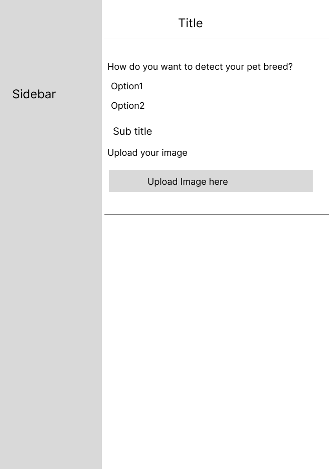 Title
How do you want to detect your pet breed?
Option1
Sidebar
Option2
Sub title
Upload your image
Upload Image here